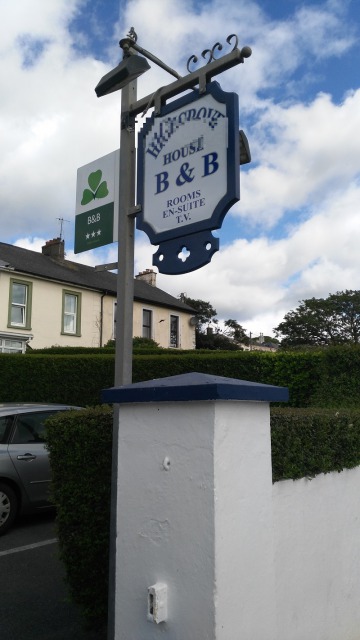 HOUSE
B & B
ROOMS
EN-SUITE
T.V.
B&B